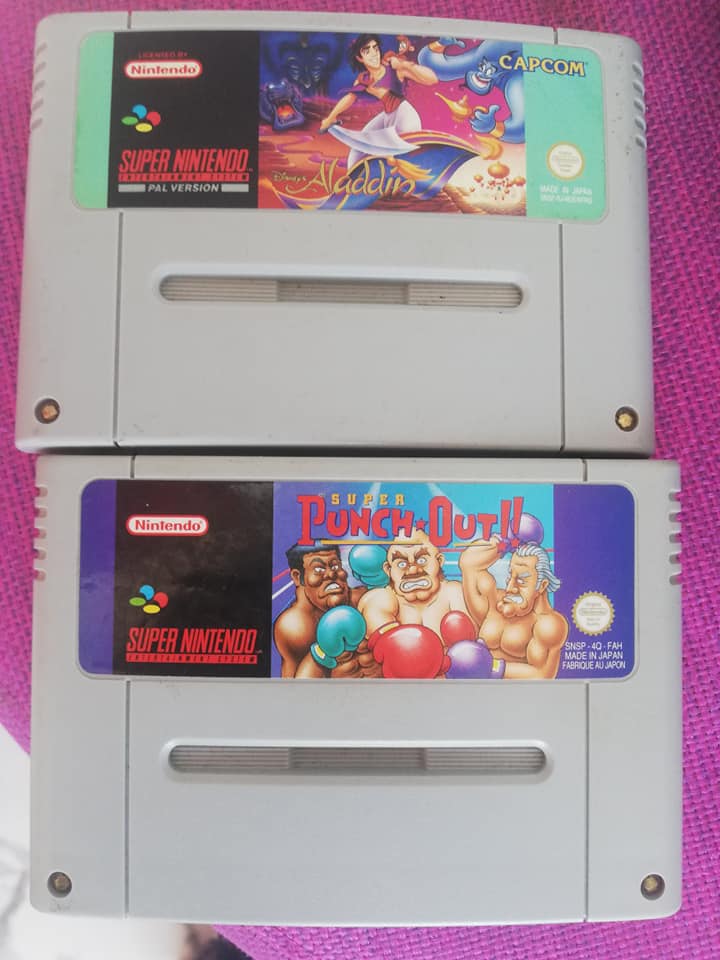 LICENSED BY
Nintendo
SUPER NINTENDO
ENTERTAINMENT SYSTEM
PAL VERSION
Disney's Aladdin
CAPCOM
MADE IN JAPAN
SUPER
PUNCH★OUT!!
Nintendo
SUPER NINTENDO
ENTERTAINMENT SYSTEM
Nintendo
SNSP - 4Q - FAH
MADE IN JAPAN
FABRIQUE AU JAPON